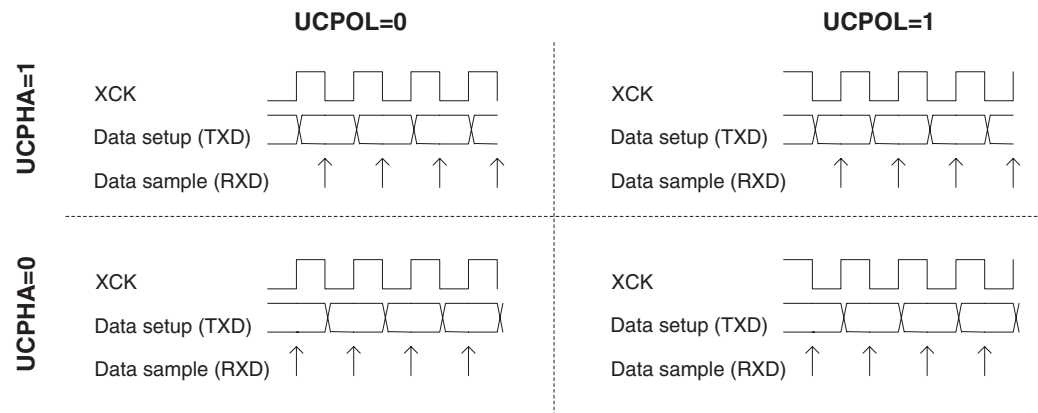 UCPOL=0 UCPOL=1
UCPHA=1
XCK XCK
Data setup (TXD) Data setup (TXD)
Data sample (RXD) Data sample (RXD)
UCPHA=0
XCK XCK
Data setup (TXD) Data setup (TXD)
Data sample (RXD) Data sample (RXD)